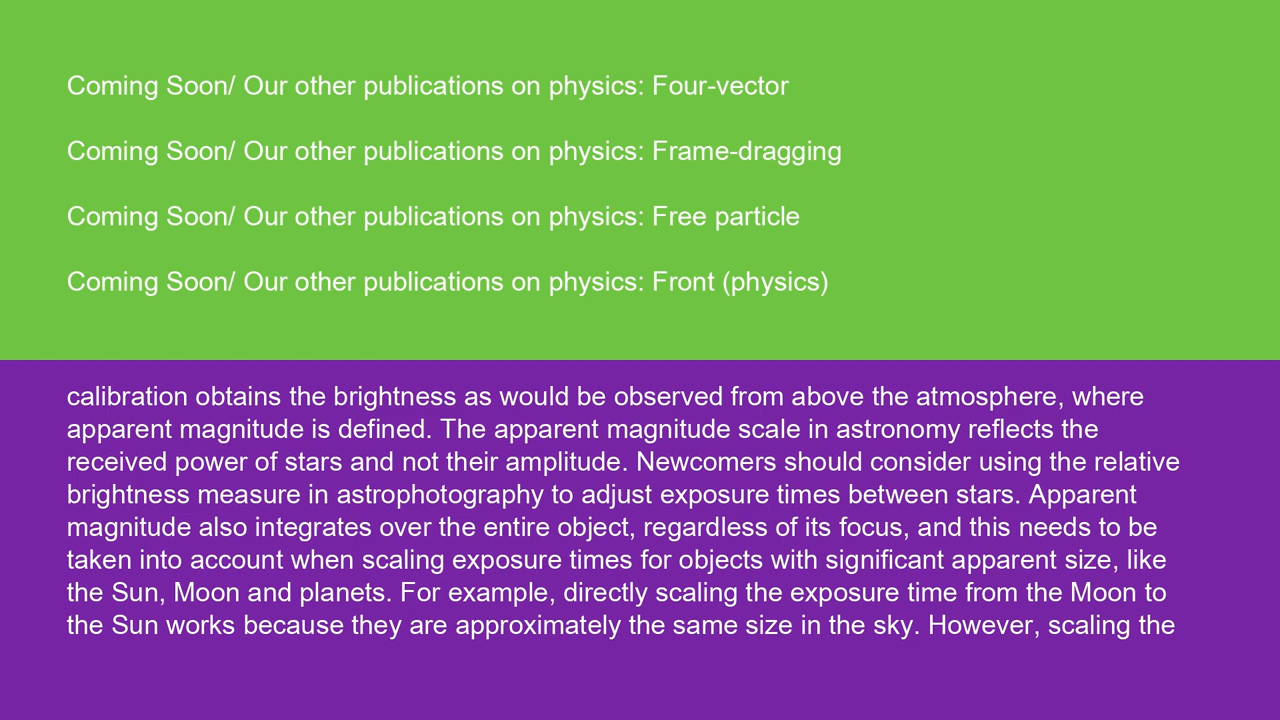 Coming Soon/ Our other publications on physics: Four-vector
Coming Soon/ Our other publications on physics: Frame-dragging
Coming Soon/ Our other publications on physics: Free particle
Coming Soon/ Our other publications on physics: Front (physics)
calibration obtains the brightness as would be observed from above the atmosphere, where
apparent magnitude is defined. The apparent magnitude scale in astronomy reflects the
received power of stars and not their amplitude. Newcomers should consider using the relative
brightness measure in astrophotography to adjust exposure times between stars. Apparent
magnitude also integrates over the entire object, regardless of its focus, and this needs to be
taken into account when scaling exposure times for objects with significant apparent size, like
the Sun, Moon and planets. For example, directly scaling the exposure time from the Moon to
the Sun works because they are approximately the same size in the sky. However, scaling the